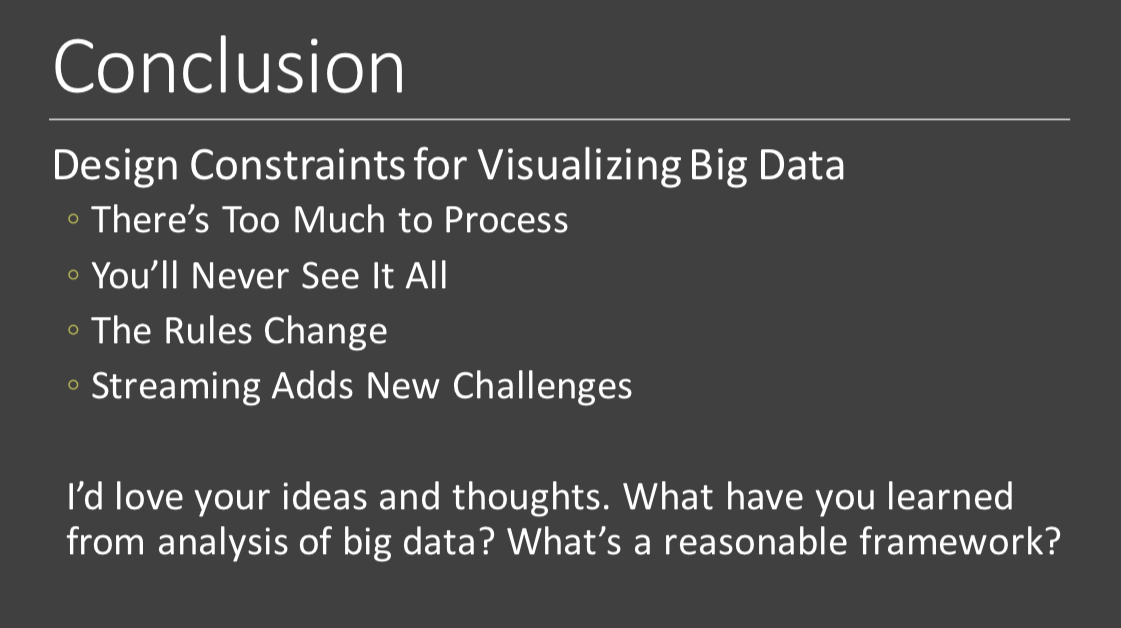 Conclusion
Design Constraints for Visualizing Big Data
◦ There’s Too Much to Process
◦ You’ll Never See It All
◦ The Rules Change
◦ Streaming Adds New Challenges
I’d love your ideas and thoughts. What have you learned
from analysis of big data? What’s a reasonable framework?